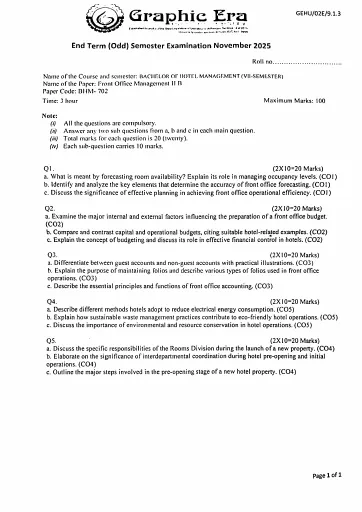 GEHU/02E/9.1.3
Graphic Era
End Term (Odd) Semester Examination November 2025
Roll no..............................
Name of the Course and semester: BACHELOR OF HOTEL MANAGEMENT (VII-SEMESTER)
Name of the Paper: Front Office Management II B
Paper Code: BHM- 702
Time: 3 hour Maximum Marks: 100
Note:
(i) All the questions are compulsory.
(ii) Answer any two sub questions from a, b and c in each main question.
(iii) Total marks for each question is 20 (twenty).
(iv) Each sub-question carries 10 marks.
Q1. (2X10=20 Marks)
a. What is meant by forecasting room availability? Explain its role in managing occupancy levels. (CO1)
b. Identify and analyze the key elements that determine the accuracy of front office forecasting. (CO1)
c. Discuss the significance of effective planning in achieving front office operational efficiency. (CO1)
Q2. (2X10=20 Marks)
a. Examine the major internal and external factors influencing the preparation of a front office budget.
(CO2)
b. Compare and contrast capital and operational budgets, citing suitable hotel-related examples. (CO2)
c. Explain the concept of budgeting and discuss its role in effective financial control in hotels. (CO2)
Q3. (2X10=20 Marks)
a. Differentiate between guest accounts and non-guest accounts with practical illustrations. (CO3)
b. Explain the purpose of maintaining folios and describe various types of folios used in front office
operations. (CO3)
c. Describe the essential principles and functions of front office accounting. (CO3)
Q4. (2X10=20 Marks)
a. Describe different methods hotels adopt to reduce electrical energy consumption. (CO5)
b. Explain how sustainable waste management practices contribute to eco-friendly hotel operations. (CO5)
c. Discuss the importance of environmental and resource conservation in hotel operations. (CO5)
Q5. (2X10=20 Marks)
a. Discuss the specific responsibilities of the Rooms Division during the launch of a new property. (CO4)
b. Elaborate on the significance of interdepartmental coordination during hotel pre-opening and initial
operations. (CO4)
c. Outline the major steps involved in the pre-opening stage of a new hotel property. (CO4)
Page 1 of 1